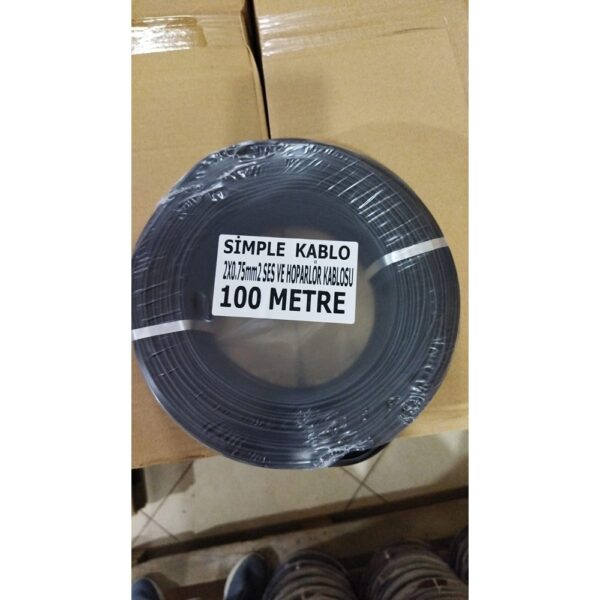 SİMPLE KABLO
2X0.75mm2 SES VE HOPARLÖR KABLOSU
100 METRE